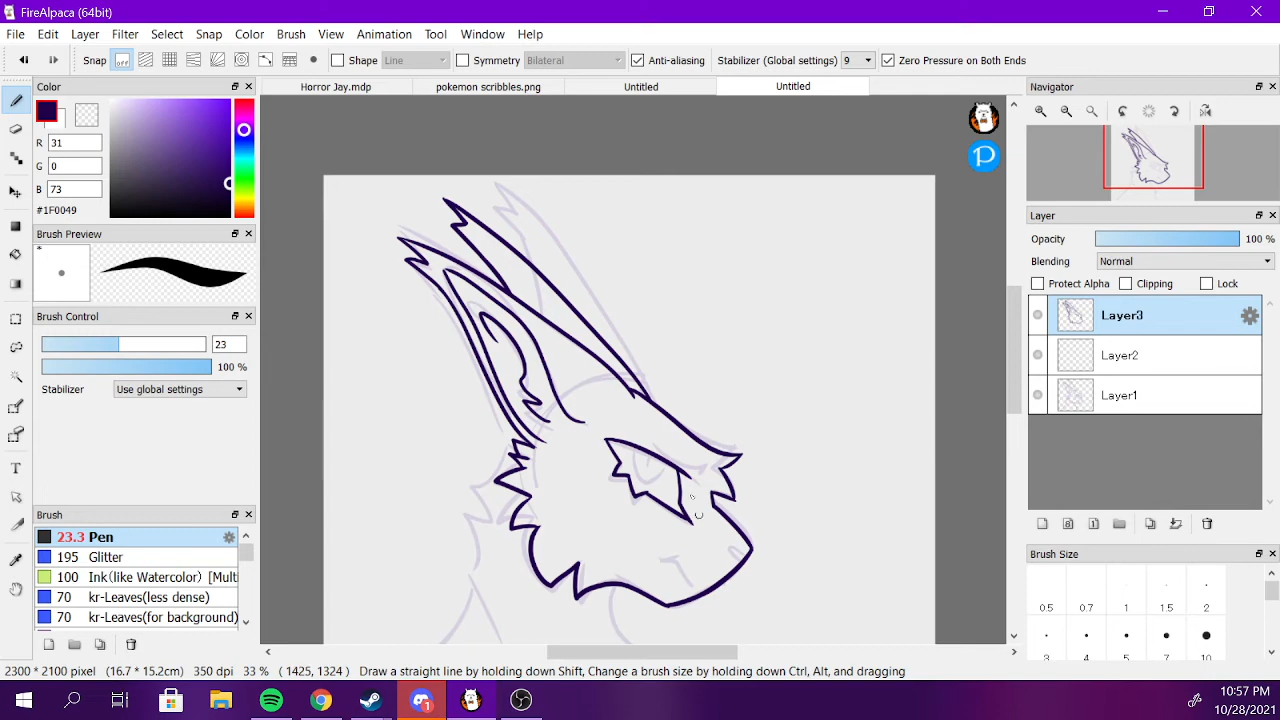 FireAlpaca (64bit)
File Edit Layer Filter Select Snap Color Brush View Animation Tool Window Help
Snap off Shape Line Symmetry Bilateral Anti-aliasing Stabilizer (Global settings) 9 Zero Pressure on Both Ends
Color
Horror Jay.mdp
pokemon scribbles.png
Untitled
Untitled
Navigator
R 31
G 0
B 73
#1F0049
Brush Preview
*
Brush Control
23
100 %
Stabilizer Use global settings
Brush
23.3 Pen
195 Glitter
100 Ink(like Watercolor) [Mult
70 kr-Leaves(less dense)
70 kr-Leaves(for background)
P
Layer
Opacity 100 %
Blending Normal
Protect Alpha Clipping Lock
Layer3
Layer2
Layer1
8 1
Brush Size
0.5 0.7 1 1.5 2
3 4 5 7 10
2300 * 2100 pixel (16.7 * 15.2cm) 350 dpi 33 % (1425, 1324) Draw a straight line by holding down Shift, Change a brush size by holding down Ctrl, Alt, and dragging
1
10:57 PM
10/28/2021